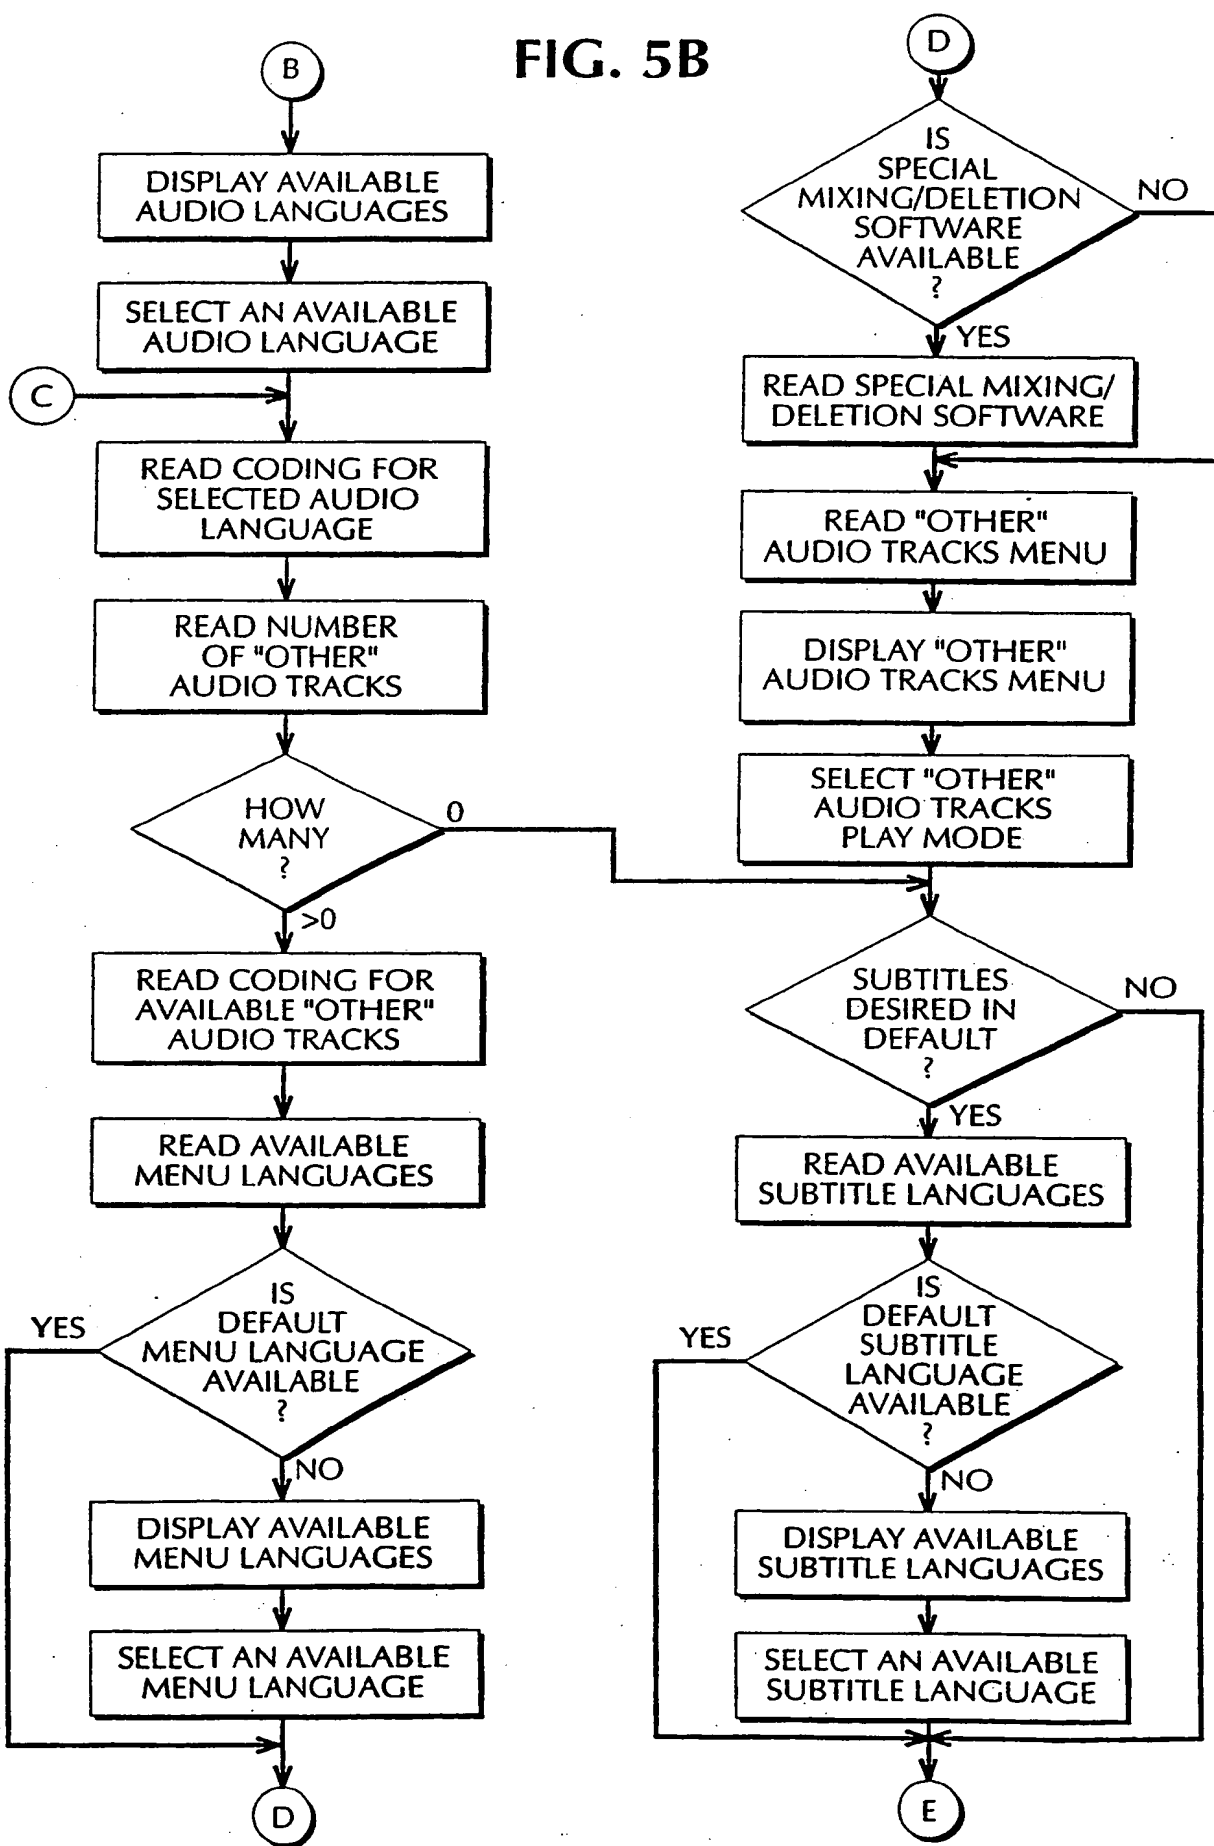 FIG. 5B
B
DISPLAY AVAILABLE
AUDIO LANGUAGES
SELECT AN AVAILABLE
AUDIO LANGUAGE
C
READ CODING FOR
SELECTED AUDIO
LANGUAGE
READ NUMBER
OF "OTHER"
AUDIO TRACKS
HOW
MANY
?
0
>0
READ CODING FOR
AVAILABLE "OTHER"
AUDIO TRACKS
READ AVAILABLE
MENU LANGUAGES
IS
DEFAULT
MENU LANGUAGE
AVAILABLE
?
YES
NO
DISPLAY AVAILABLE
MENU LANGUAGES
SELECT AN AVAILABLE
MENU LANGUAGE
D
D
IS
SPECIAL
MIXING/DELETION
SOFTWARE
AVAILABLE
?
NO
YES
READ SPECIAL MIXING/
DELETION SOFTWARE
READ "OTHER"
AUDIO TRACKS MENU
DISPLAY "OTHER"
AUDIO TRACKS MENU
SELECT "OTHER"
AUDIO TRACKS
PLAY MODE
SUBTITLES
DESIRED IN
DEFAULT
?
NO
YES
READ AVAILABLE
SUBTITLE LANGUAGES
IS
DEFAULT
SUBTITLE
LANGUAGE
AVAILABLE
?
YES
NO
DISPLAY AVAILABLE
SUBTITLE LANGUAGES
SELECT AN AVAILABLE
SUBTITLE LANGUAGE
E